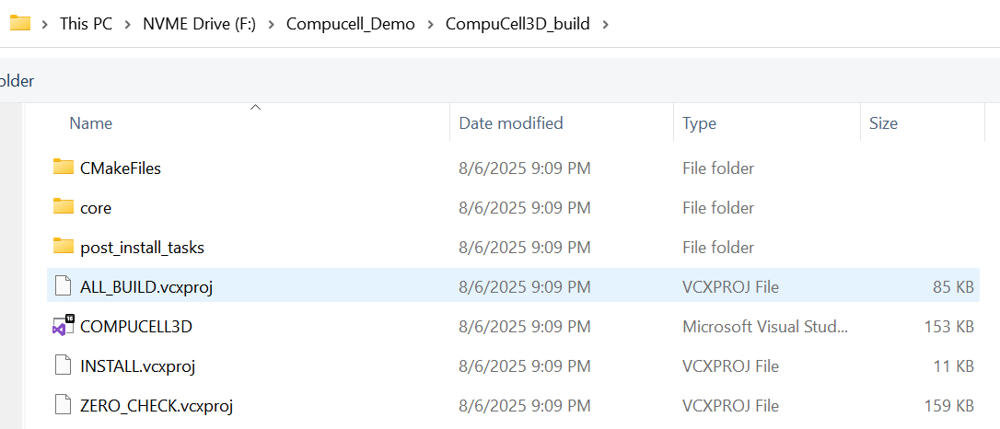 This PC > NVME Drive (F:) > Compucell_Demo > CompuCell3D_build >
older
Name Date modified Type Size
CMakeFiles 8/6/2025 9:09 PM File folder
core 8/6/2025 9:09 PM File folder
post_install_tasks 8/6/2025 9:09 PM File folder
ALL_BUILD.vcxproj 8/6/2025 9:09 PM VCXPROJ File 85 KB
COMPUCELL3D 8/6/2025 9:09 PM Microsoft Visual Stud... 153 KB
INSTALL.vcxproj 8/6/2025 9:09 PM VCXPROJ File 11 KB
ZERO_CHECK.vcxproj 8/6/2025 9:09 PM VCXPROJ File 159 KB